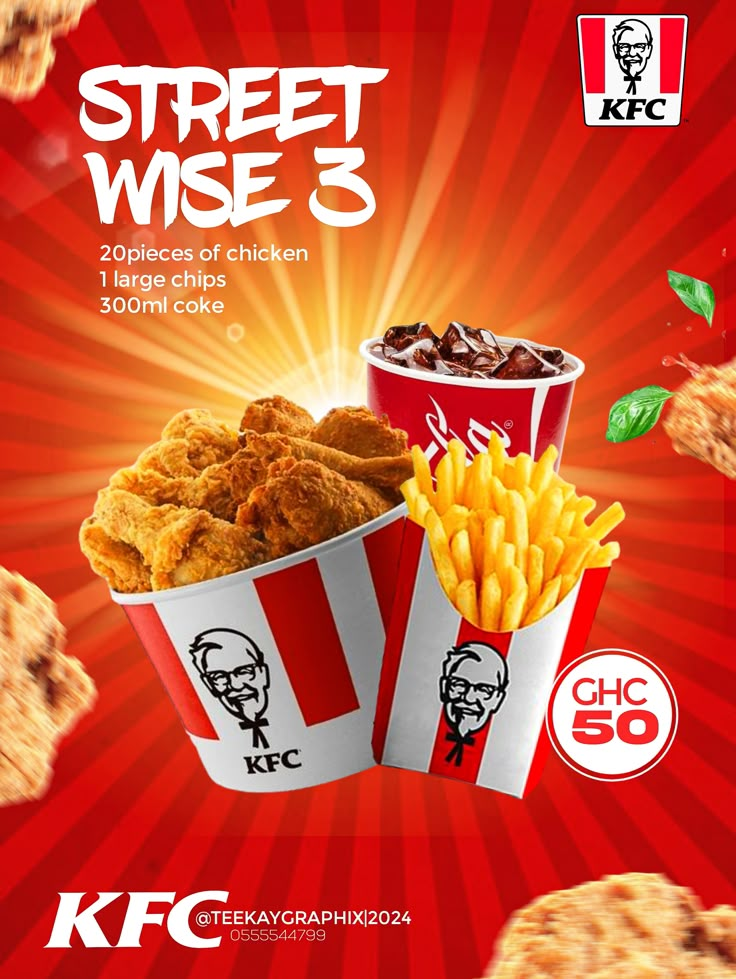 KFC
STREET
WISE 3
20pieces of chicken
1 large chips
300ml coke
GHC
50
KFC
KFC
@TEEKAYGRAPHIX|2024
0555544799